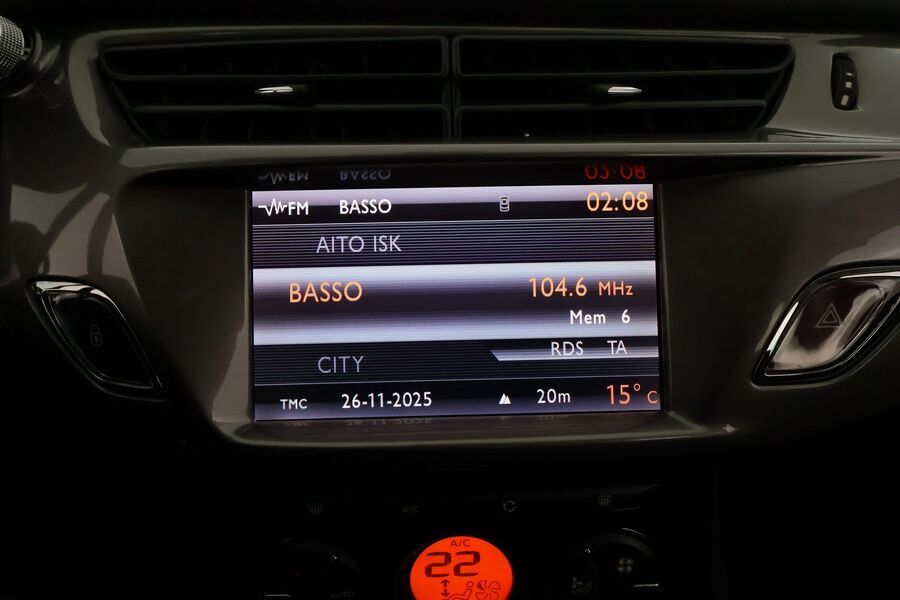 FM BASSO 02:08
AITO ISK
BASSO 104.6 MHz
Mem 6
RDS TA
CITY
TMC 26-11-2025 20m 15° C
A/C
A/C
22
AUTO